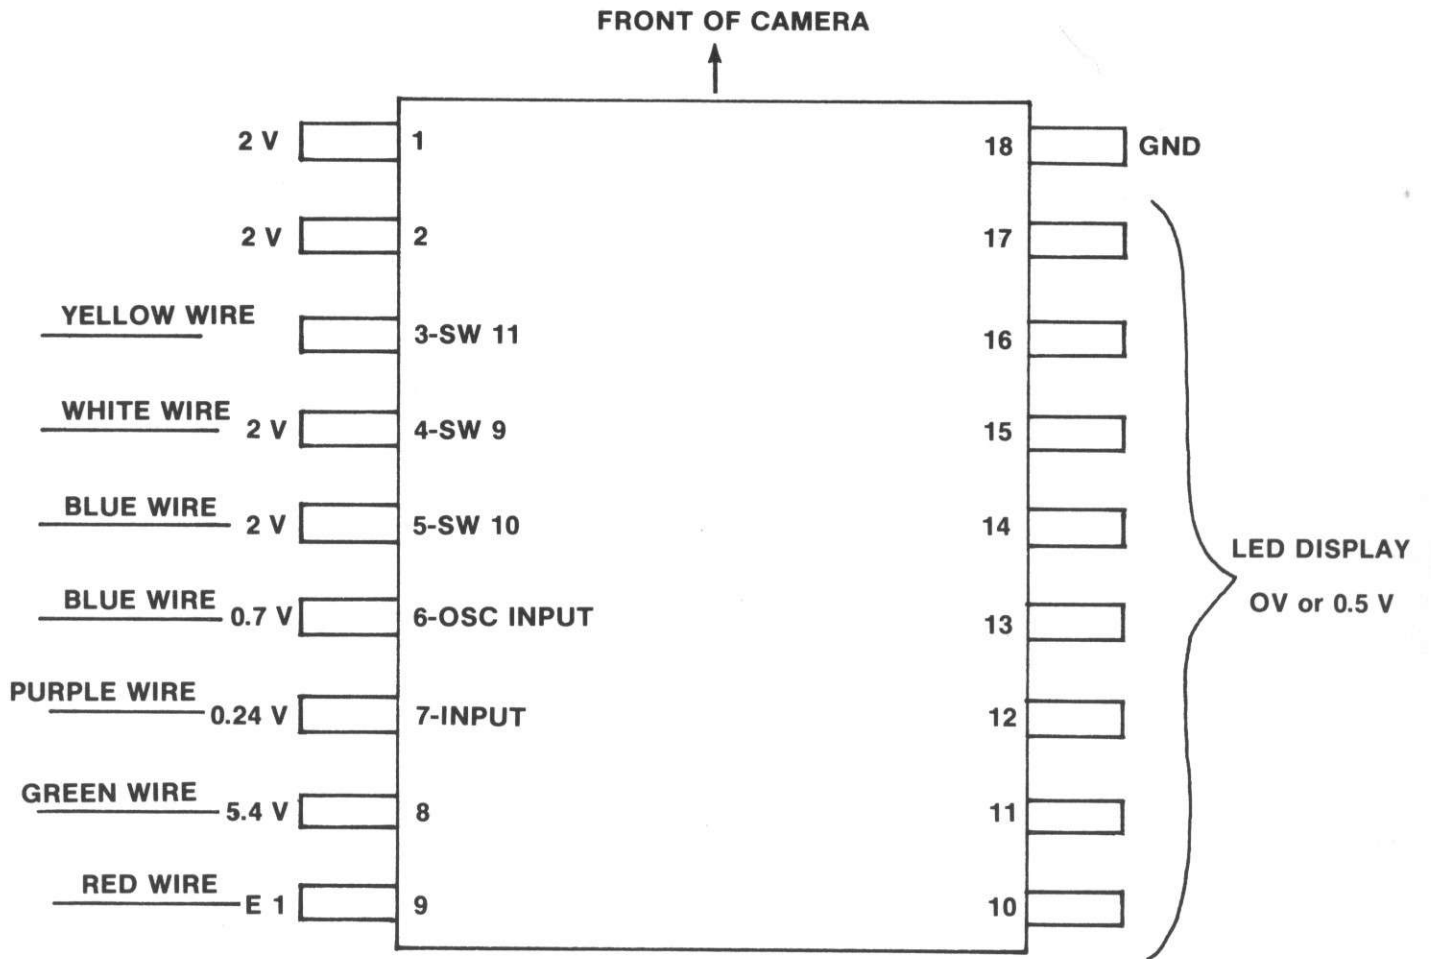 FRONT OF CAMERA
2 V
1
18
GND
2 V
2
17
YELLOW WIRE
3-SW 11
16
WHITE WIRE
2 V
4-SW 9
15
BLUE WIRE
2 V
5-SW 10
14
LED DISPLAY
OV or 0.5 V
BLUE WIRE
0.7 V
6-OSC INPUT
13
PURPLE WIRE
0.24 V
7-INPUT
12
GREEN WIRE
5.4 V
8
11
RED WIRE
E 1
9
10